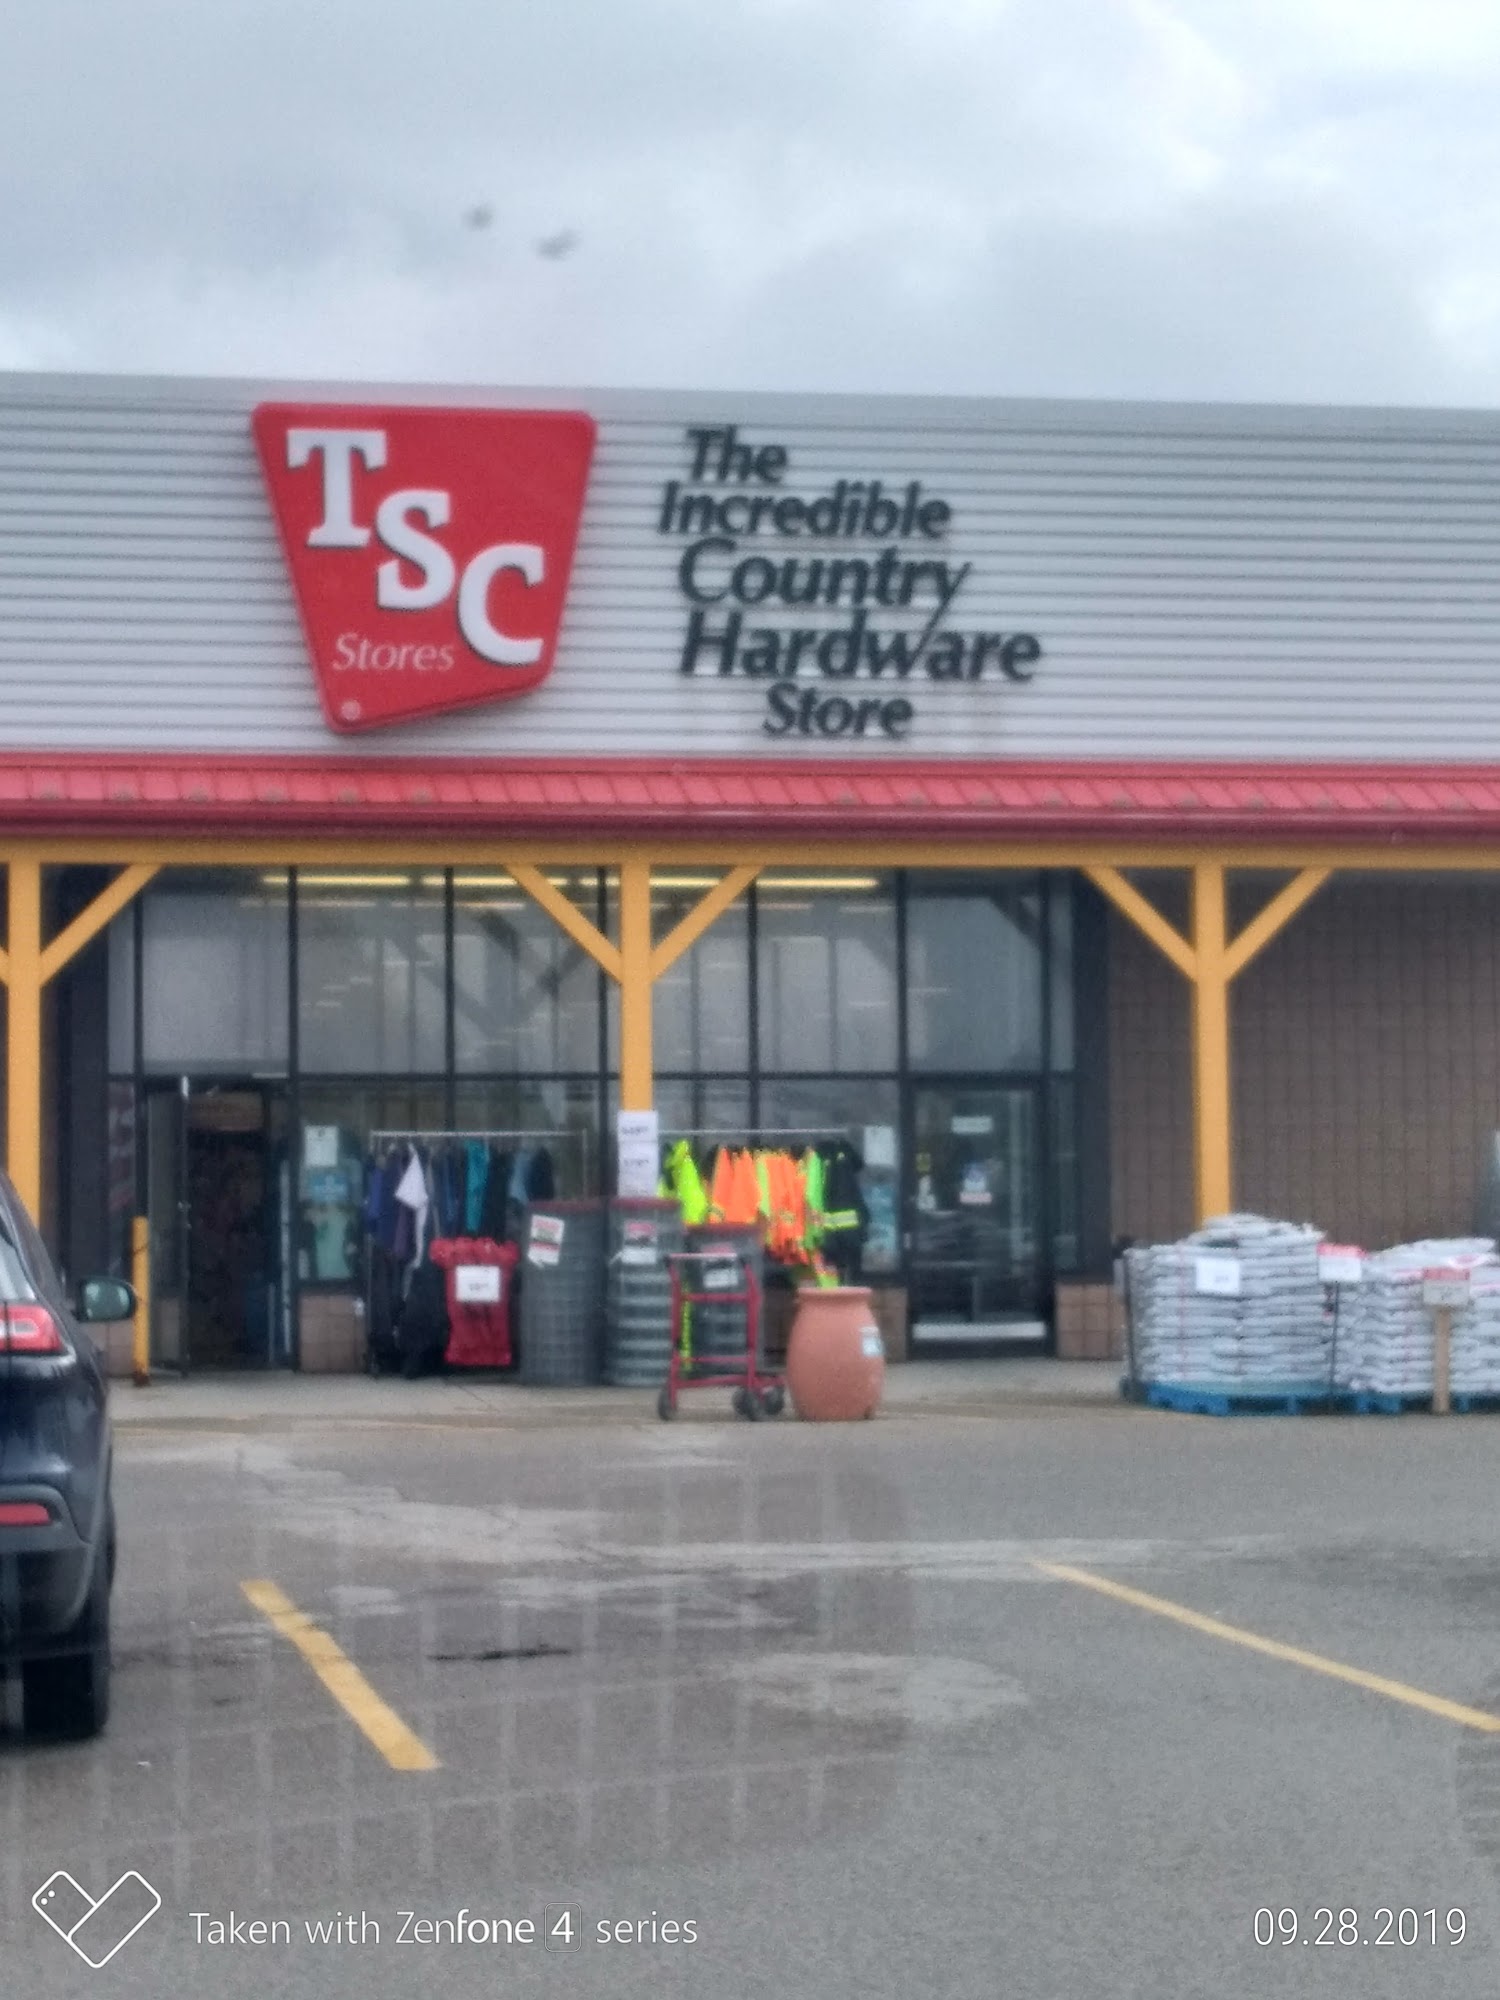 TSC
Stores
®
The
Incredible
Country
Hardware
Store
Taken with Zenfone 4 series
09.28.2019